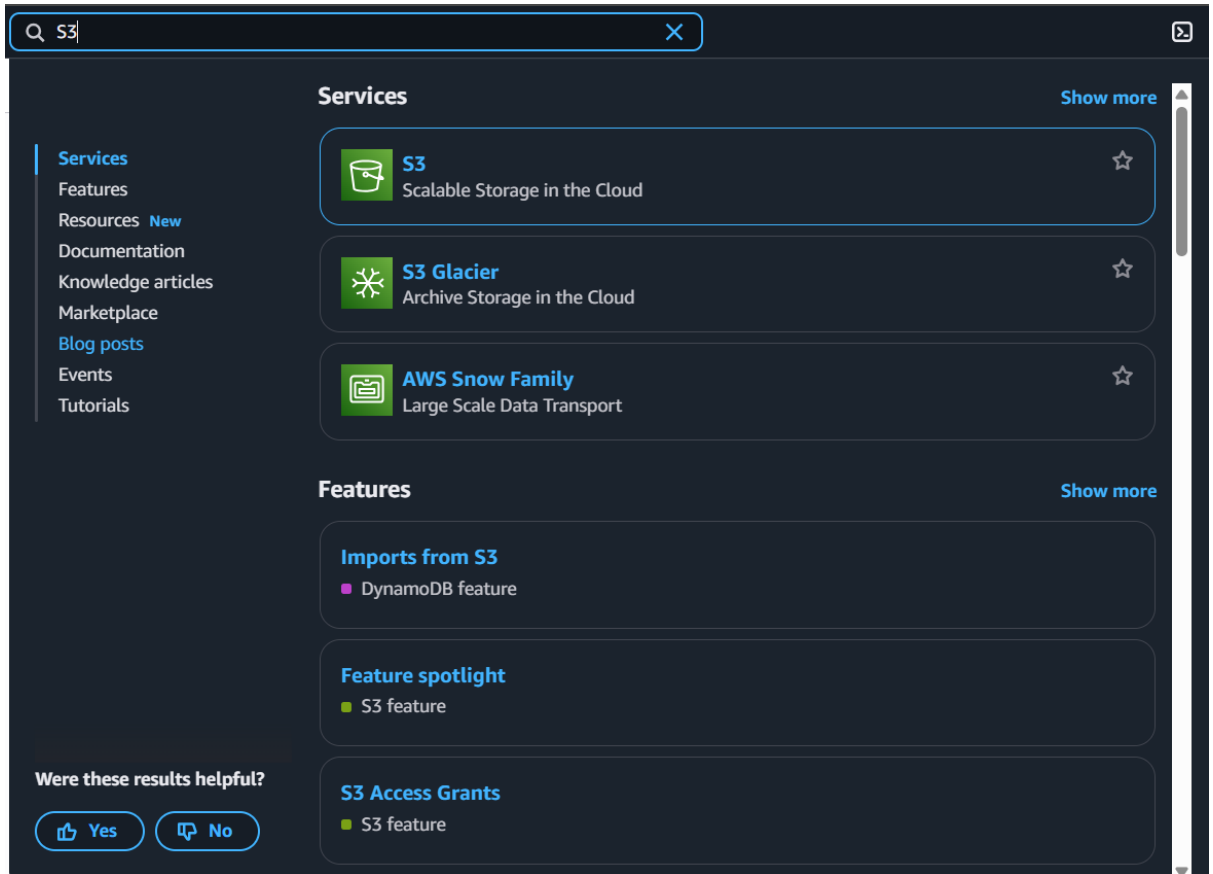 S3
Services
Show more
Services
Features
Resources New
Documentation
Knowledge articles
Marketplace
Blog posts
Events
Tutorials
S3
Scalable Storage in the Cloud
S3 Glacier
Archive Storage in the Cloud
AWS Snow Family
Large Scale Data Transport
Features
Show more
Imports from S3
DynamoDB feature
Feature spotlight
S3 feature
S3 Access Grants
S3 feature
Were these results helpful?
Yes
No